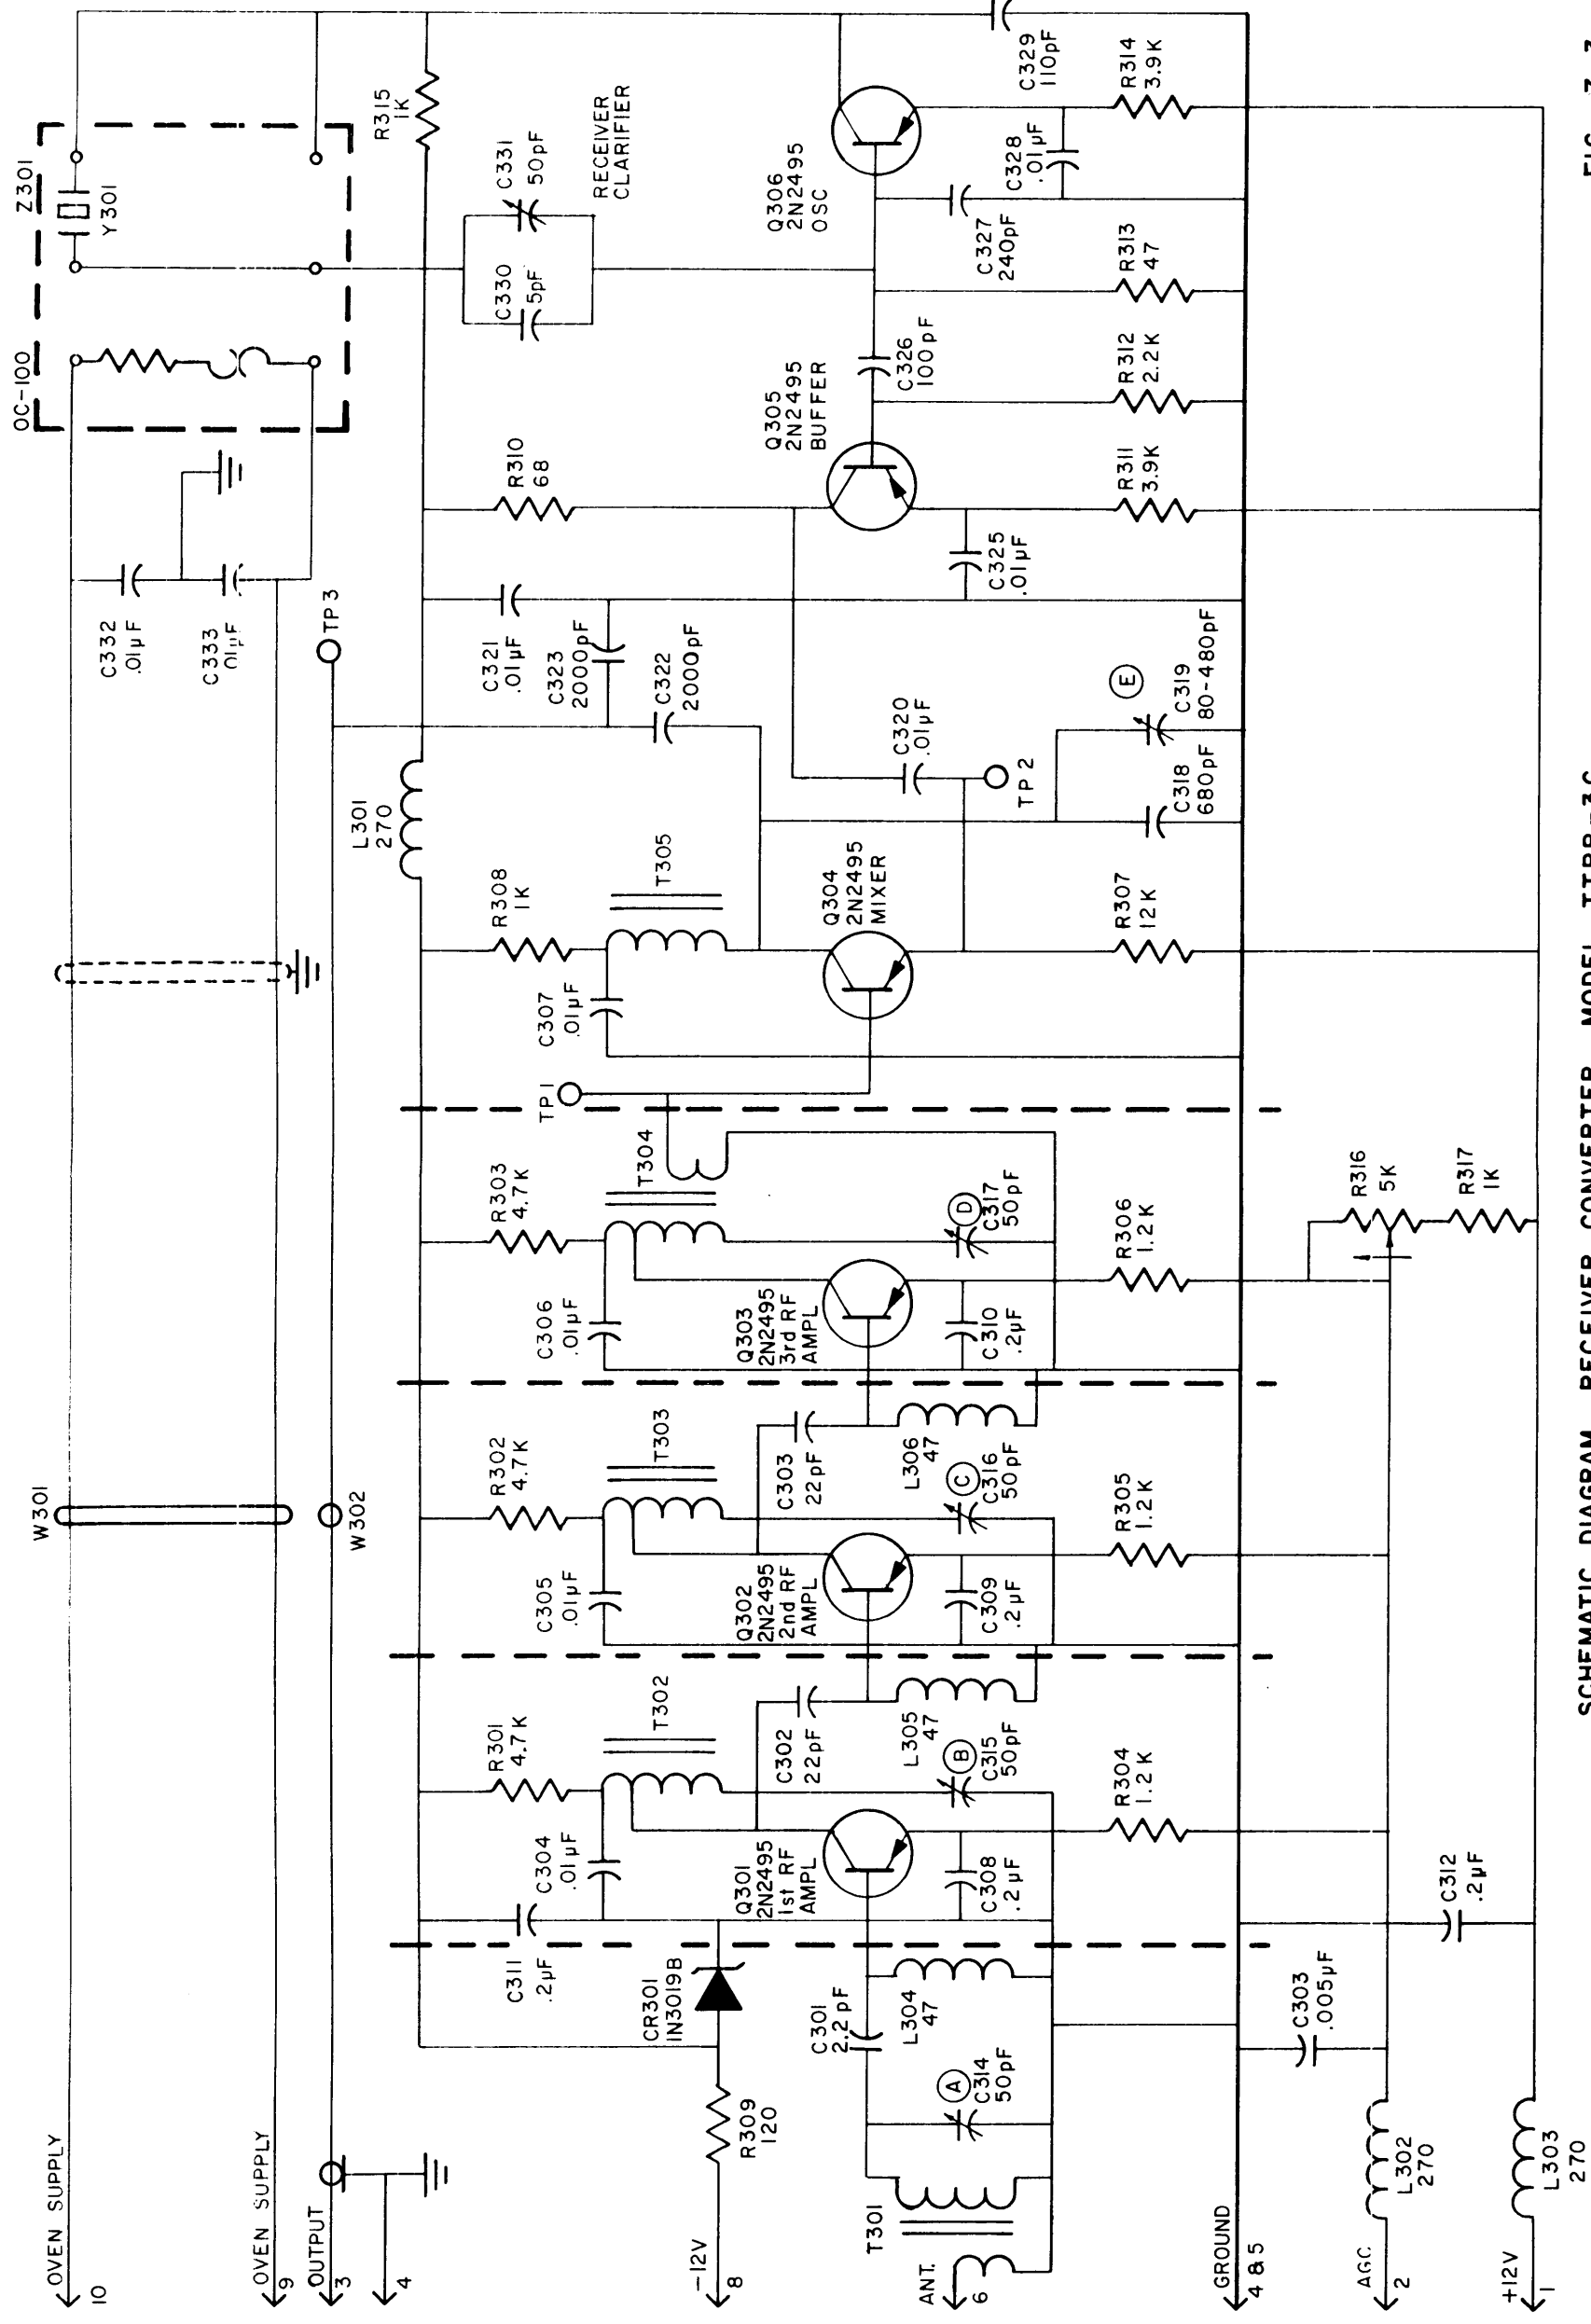 OVEN SUPPLY
10
OVEN SUPPLY
9
OUTPUT
3
4
W301
W302
C332
.01µF
C333
.01µF
TP3
OC-100
Z301
Y301
R315
1K
L301
270
C331
50pF
C330
5pF
RECEIVER
CLARIFIER
-12V
8
R309
120
CR301
IN3019B
C311
.2µF
C304
.01µF
R301
4.7K
T302
C305
.01µF
R302
4.7K
T303
C306
.01µF
R303
4.7K
T304
TP1
C307
.01µF
R308
1K
T305
C321
.01µF
C323
2000pF
C322
2000pF
R310
68
ANT.
6
T301
C301
2.2pF
A
C314
50pF
L304
47
Q301
2N2495
1st RF
AMPL
C302
22pF
C308
.2µF
B
C315
50pF
L305
47
R304
1.2K
Q302
2N2495
2nd RF
AMPL
C303
22pF
C309
.2µF
C
C316
50pF
L306
47
R305
1.2K
Q303
2N2495
3rd RF
AMPL
C310
.2µF
D
C317
50pF
R306
1.2K
Q304
2N2495
MIXER
R307
12K
C320
.01µF
TP2
C318
680pF
E
C319
80-480pF
Q305
2N2495
BUFFER
C325
.01µF
R311
3.9K
C326
100pF
R312
2.2K
R313
47
Q306
2N2495
OSC
C327
240pF
C328
.01µF
C329
110pF
R314
3.9K
GROUND
4 & 5
C303
.005µF
C312
.2µF
R316
5K
R317
1K
AGC.
2
L302
270
+12V
1
L303
270
SCHEMATIC DIAGRAM RECEIVER CONVERTER MODEL